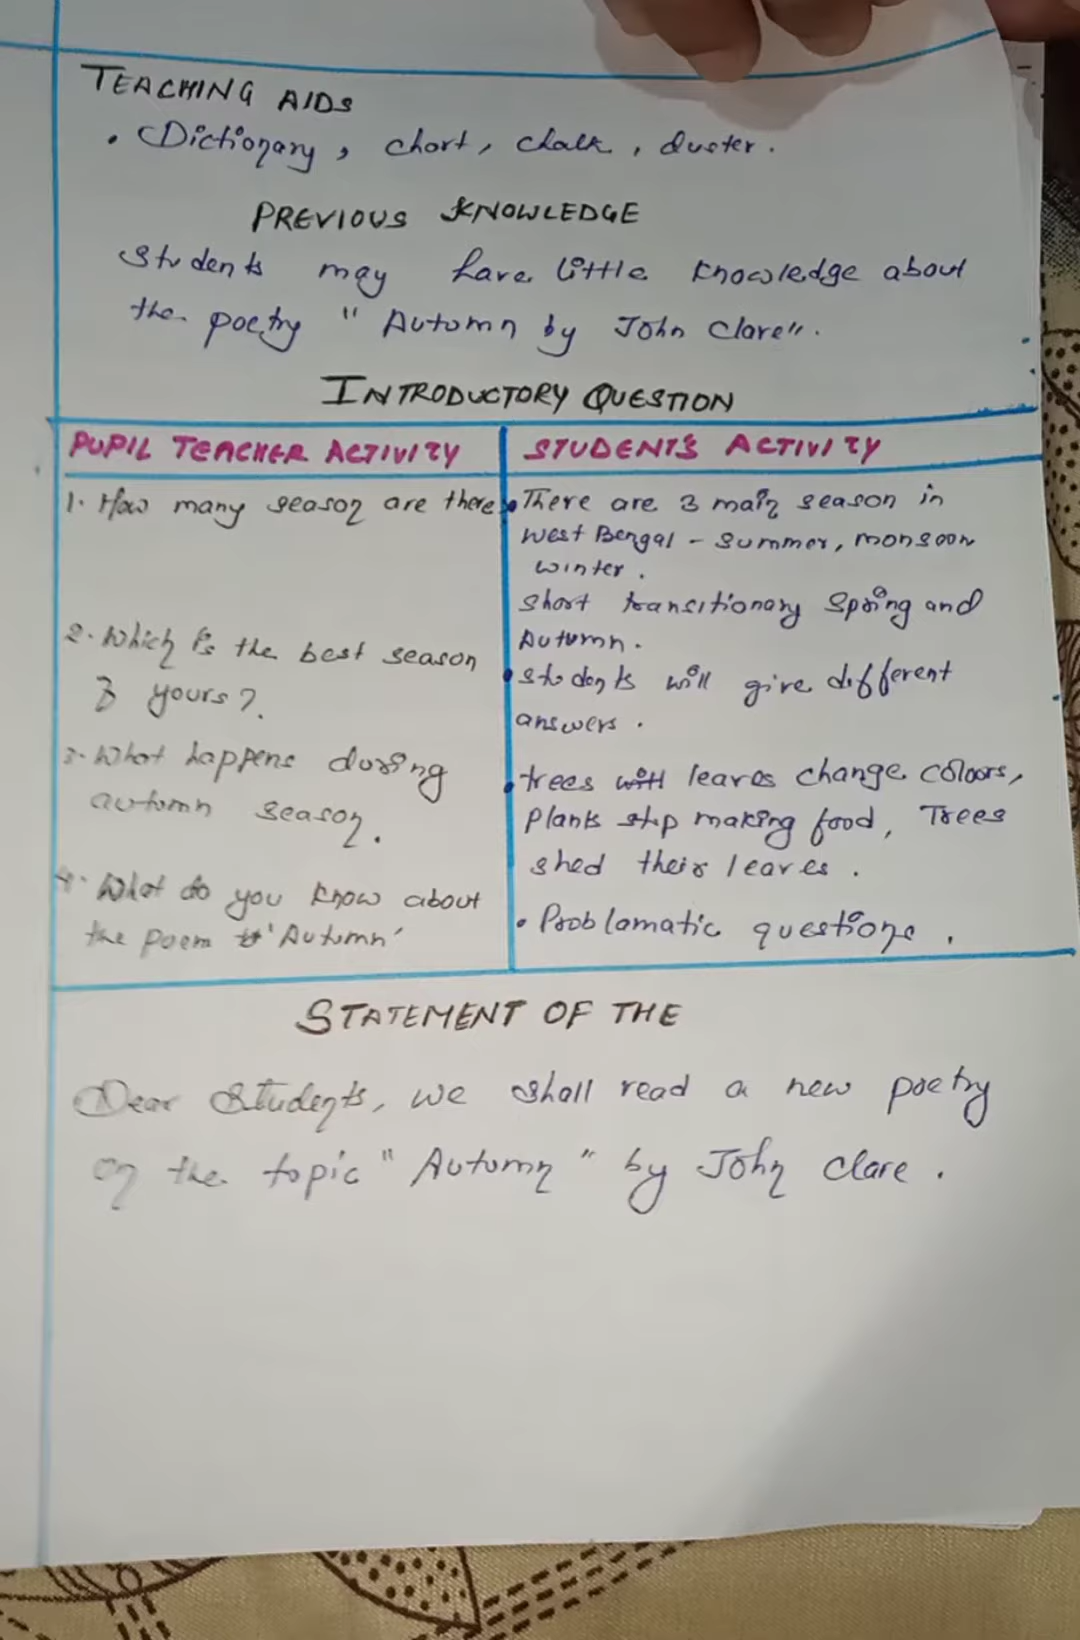 TEACHING AIDS
. Dictionary, chart, chalk, duster.
PREVIOUS KNOWLEDGE
Students may have little knowledge about
the poetry "Autumn by John Clare".
INTRODUCTORY QUESTION
PUPIL TEACHER ACTIVITY
1. How many season are there
2. Which is the best season
yours?.
3. What happens during
autumn season.
4. What do you know about
the poem 'Autumn'
STUDENT'S ACTIVITY
• There are 3 main season in
West Bengal - Summer, monsoon
winter.
Short transitionary Spring and
Autumn.
• Students will give different
answers.
• trees will leaves change colours,
Plants stop making food, Trees
shed their leaves.
• Problamatic questions.
STATEMENT OF THE
Dear Students, we shall read a new poetry
on the topic "Autumn" by John Clare.